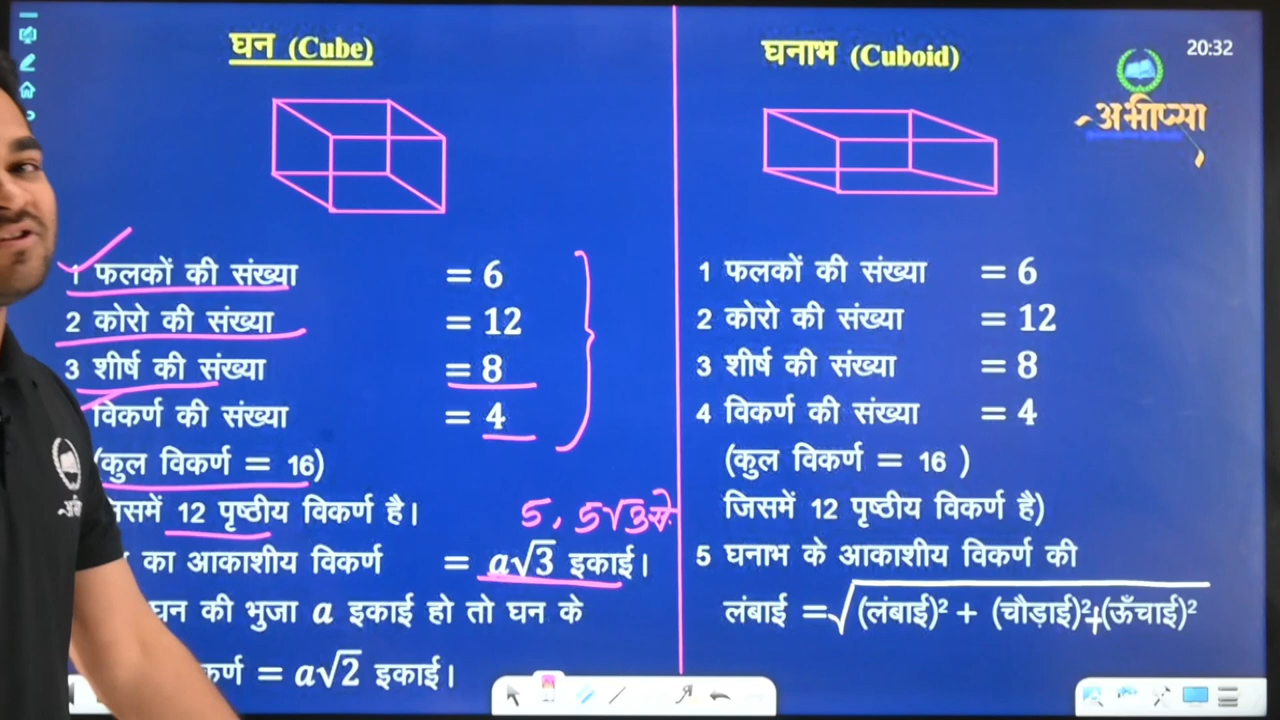 घन (Cube)
1 फलकों की संख्या = 6
2 कोरो की संख्या = 12
3 शीर्ष की संख्या = 8
विकर्ण की संख्या = 4
(कुल विकर्ण = 16)
जिसमें 12 पृष्ठीय विकर्ण है।
5, 5√3 से
का आकाशीय विकर्ण = a√3 इकाई।
घन की भुजा a इकाई हो तो घन के
कर्ण = a√2 इकाई।
घनाभ (Cuboid)
20:32
अभीप्सा
1 फलकों की संख्या = 6
2 कोरो की संख्या = 12
3 शीर्ष की संख्या = 8
4 विकर्ण की संख्या = 4
(कुल विकर्ण = 16 )
जिसमें 12 पृष्ठीय विकर्ण है)
5 घनाभ के आकाशीय विकर्ण की
लंबाई =√(लंबाई)² + (चौड़ाई)²+(ऊँचाई)²